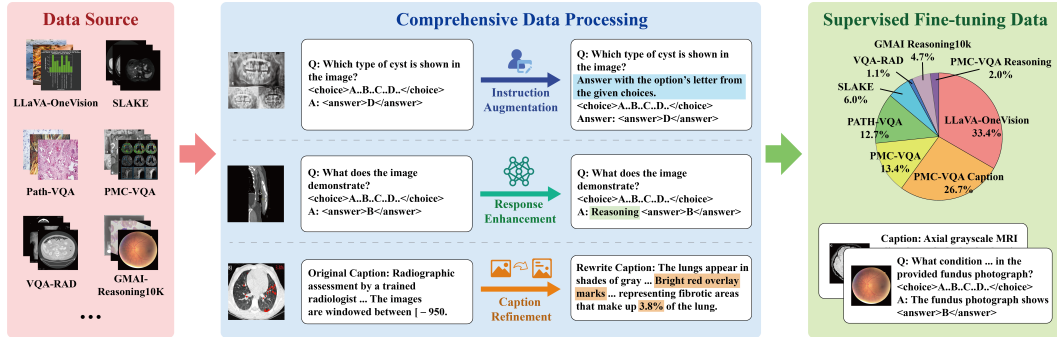 Data Source
LLaVA-OneVision
SLAKE
Path-VQA
PMC-VQA
VQA-RAD
GMAI-
Reasoning10K
...
Comprehensive Data Processing
Q: Which type of cyst is shown in
the image?
<choice>A..B..C..D..</choice>
A: <answer>D</answer>
Instruction
Augmentation
Q: Which type of cyst is shown in
the image?
Answer with the option's letter from
the given choices.
<choice>A..B..C..D..</choice>
Answer: <answer>D</answer>
Q: What does the image
demonstrate?
<choice>A..B..C..D..</choice>
A: <answer>B</answer>
Response
Enhancement
Q: What does the image
demonstrate?
<choice>A..B..C..D..</choice>
A: Reasoning <answer>B</answer>
Original Caption: Radiographic
assessment by a trained
radiologist ... The images
are windowed between [ – 950.
Caption
Refinement
Rewrite Caption: The lungs appear in
shades of gray ... Bright red overlay
marks ... representing fibrotic areas
that make up 3.8% of the lung.
Supervised Fine-tuning Data
GMAI Reasoning10k
4.7%
VQA-RAD
1.1%
PMC-VQA Reasoning
2.0%
SLAKE
6.0%
PATH-VQA
12.7%
LLaVA-OneVision
33.4%
PMC-VQA
13.4%
PMC-VQA Caption
26.7%
Caption: Axial grayscale MRI
Q: What condition ... in the
provided fundus photograph?
<choice>A..B..C..D..</choice>
A: The fundus photograph shows
<answer>B</answer>